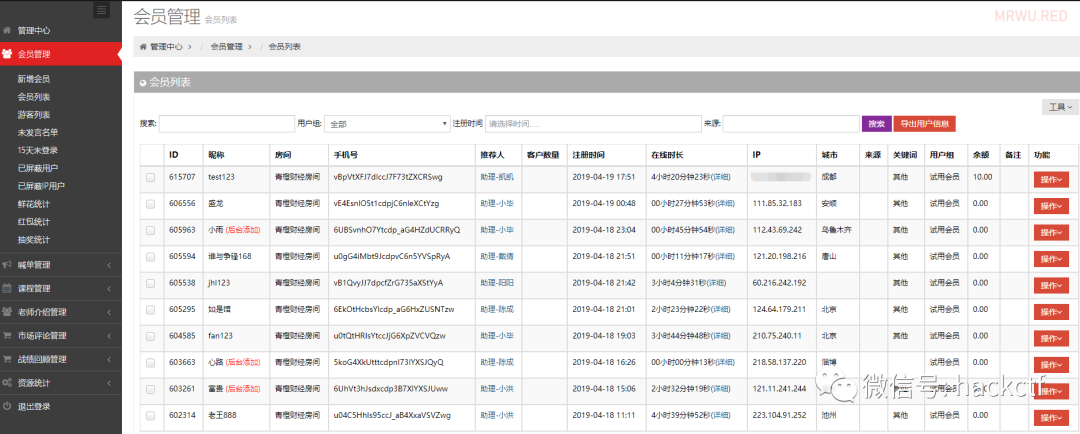 会员管理 会员列表
MRWU.RED
管理中心
会员管理
新增会员
会员列表
游客列表
未发言名单
15天未登录
已屏蔽用户
已屏蔽IP用户
鲜花统计
红包统计
抽奖统计
喊单管理
课程管理
老师介绍管理
市场评论管理
战绩回顾管理
资源统计
退出登录
管理中心 > / 会员管理 > / 会员列表
会员列表
工具
搜索: 用户组: 全部 注册时间 请选择时间.... 来源: 搜索 导出用户信息
ID 昵称 房间 手机号 推荐人 客户数量 注册时间 在线时长 IP 城市 来源 关键词 用户组 余额 备注 功能
615707 test123 青橙财经房间 vBpVtXFJ7dIccJ7F73tZXCRSwg 助理-凯凯 2019-04-19 17:51 4小时20分钟23秒(详细) 成都 其他 试用会员 10.00 操作
606556 盛龙 青橙财经房间 vE4EsnIO5t1cdpjC6nIeXCtYzg 助理-小毕 2019-04-19 00:48 00小时27分钟53秒(详细) 111.85.32.183 安顺 其他 试用会员 0.00 操作
605963 小雨 (后台添加) 青橙财经房间 6UBSvnhO7Ytcdp_aG4HZdUCRRyQ 助理-小毕 2019-04-18 23:04 00小时45分钟54秒(详细) 112.43.69.242 乌鲁木齐 其他 试用会员 0.00 操作
605594 谁与争锋168 青橙财经房间 u0gG4iMbt9JcdpvC6n5YVSpRyA 助理-戴倩 2019-04-18 21:51 00小时11分钟17秒(详细) 121.20.198.216 唐山 其他 试用会员 0.00 操作
605538 jhl123 青橙财经房间 vB1QvyJJ7dpcfZrG735aXStYyA 助理-阳阳 2019-04-18 21:42 3小时4分钟31秒(详细) 60.216.242.192 其他 试用会员 0.00 操作
605295 如是惜 青橙财经房间 6EkOtHcbsYlcdp_aG6HxZUSNTzw 助理-陈成 2019-04-18 21:01 2小时23分钟22秒(详细) 124.64.179.211 北京 其他 试用会员 0.00 操作
604585 fan123 青橙财经房间 u0tQtHRIsYtccJjG6XpZVCVQzw 助理-小毕 2019-04-18 19:03 3小时44分钟48秒(详细) 210.75.240.11 北京 其他 试用会员 0.00 操作
603663 心路 (后台添加) 青橙财经房间 5koG4XkUtttcdpnI73IYXSJQyQ 助理-陈成 2019-04-18 16:26 00小时00分钟13秒(详细) 218.58.137.220 淄博 试用会员 0.00 操作
603261 富贵 (后台添加) 青橙财经房间 6UhVt3hJsdxcdp3B7XIYXSJUww 助理-小洪 2019-04-18 15:06 2小时32分钟19秒(详细) 121.11.241.244 其他 试用会员 0.00 操作
602314 老王888 青橙财经房间 u04C5HhIs95ccJ_aB4XxaVSVZwg 助理-小洪 2019-04-18 11:11 4小时39分钟52秒(详细) 223.104.91.252 池州 其他 试用会员 0.00 操作
微信号: hackctf